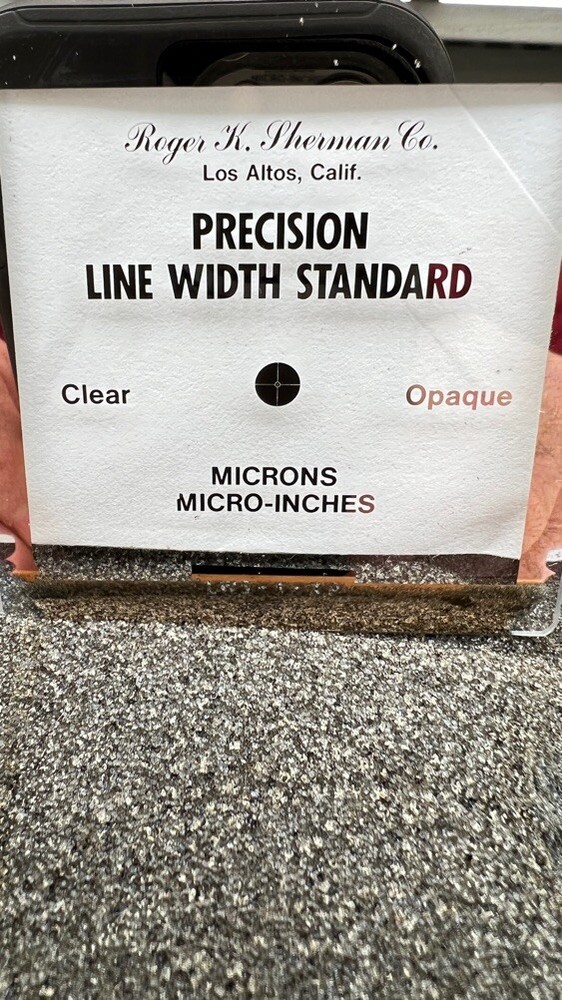 Roger K. Sherman Co.
Los Altos, Calif.
PRECISION
LINE WIDTH STANDARD
Clear
Opaque
MICRONS
MICRO-INCHES